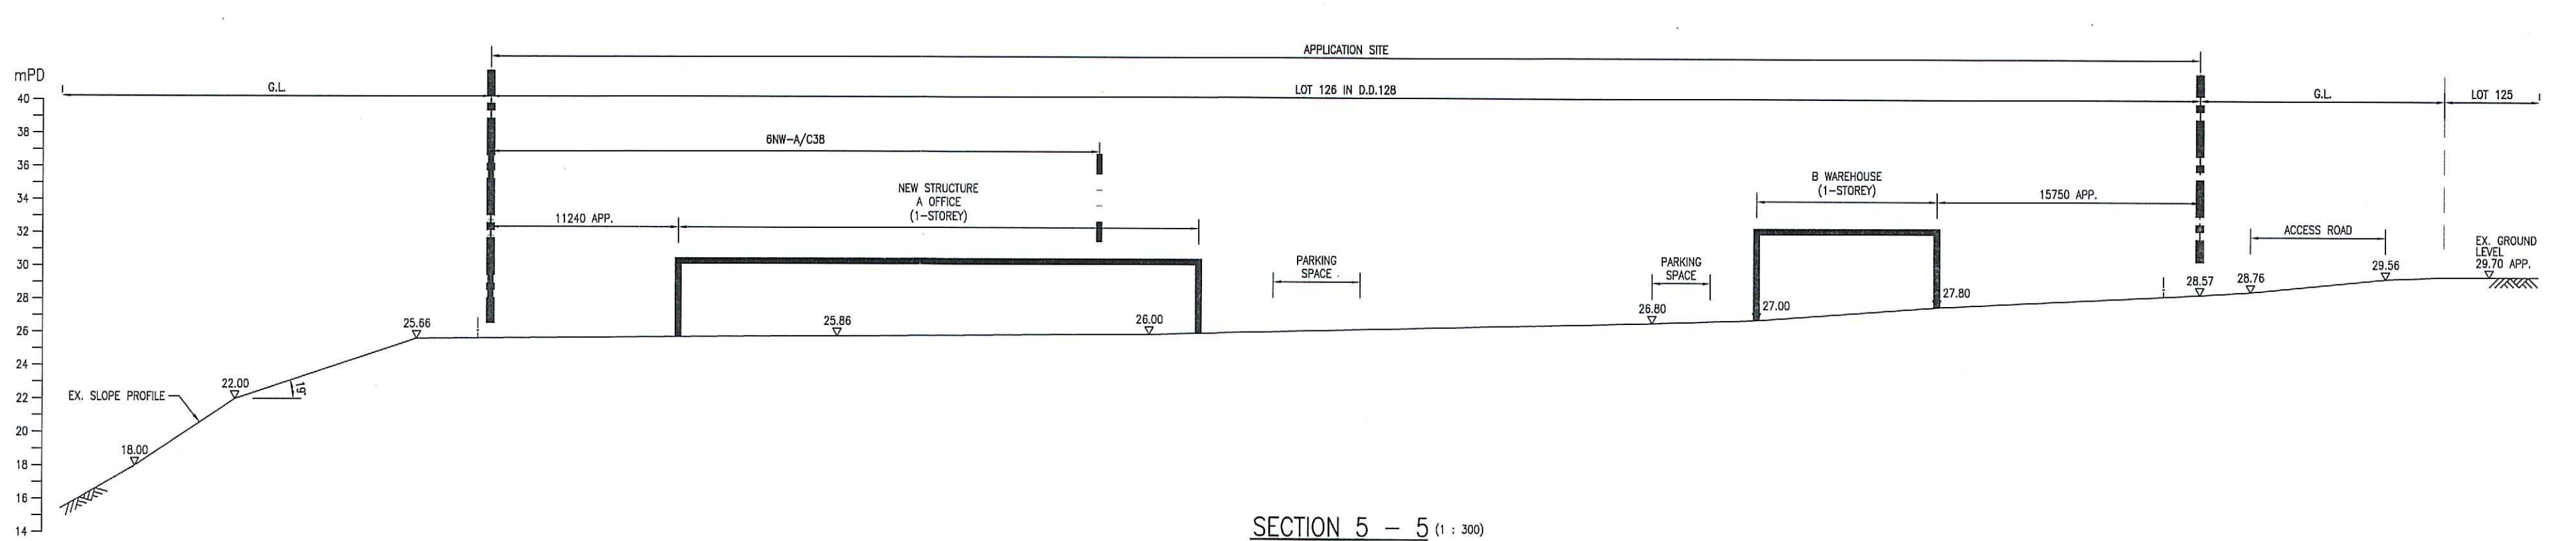 APPLICATION SITE
mPD
G.L.
LOT 126 IN D.D.128
G.L.
LOT 125
40
38
36
34
32
30
28
26
24
22
20
18
16
14
6NW-A/C38
NEW STRUCTURE
A OFFICE
(1-STOREY)
11240 APP.
B WAREHOUSE
(1-STOREY)
15750 APP.
PARKING
SPACE
PARKING
SPACE
ACCESS ROAD
EX. GROUND
LEVEL
29.70 APP.
25.66
25.86
26.00
26.80
27.00
27.80
28.57
28.76
29.56
22.00
19°
EX. SLOPE PROFILE
18.00
SECTION 5 - 5 (1 : 300)